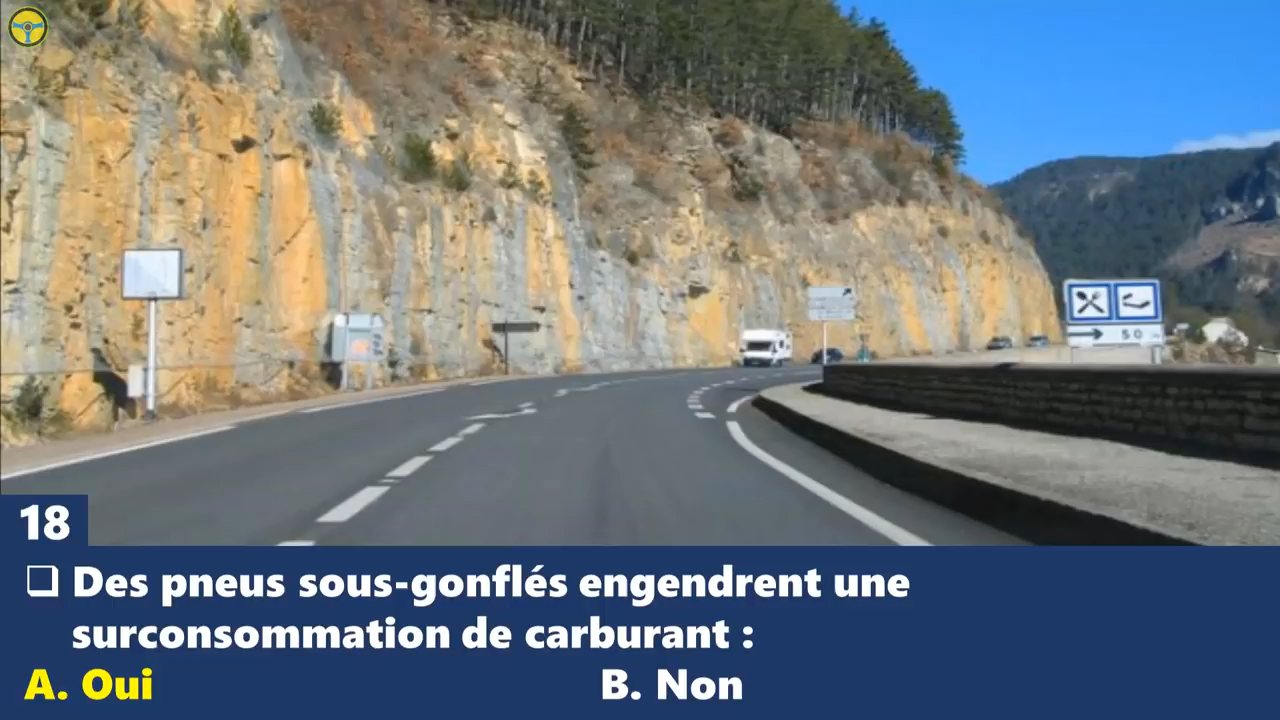 50
18
❑ Des pneus sous-gonflés engendrent une
surconsommation de carburant :
A. Oui B. Non